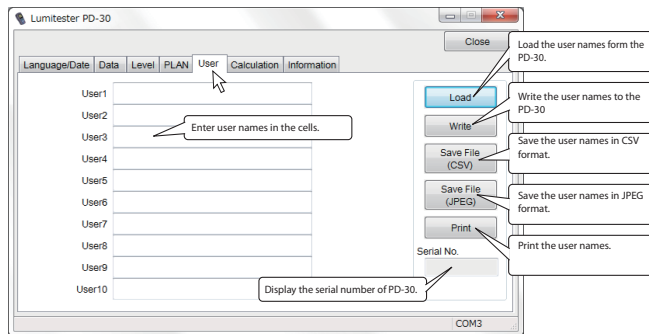 Lumitester PD-30
Close
Language/Date Data Level PLAN User Calculation Information
User1
User2
User3
User4
User5
User6
User7
User8
User9
User10
Enter user names in the cells.
Load
Write
Save File
(CSV)
Save File
(JPEG)
Print
Serial No.
Display the serial number of PD-30.
COM3
Load the user names form the
PD-30.
Write the user names to the
PD-30
Save the user names in CSV
format.
Save the user names in JPEG
format.
Print the user names.